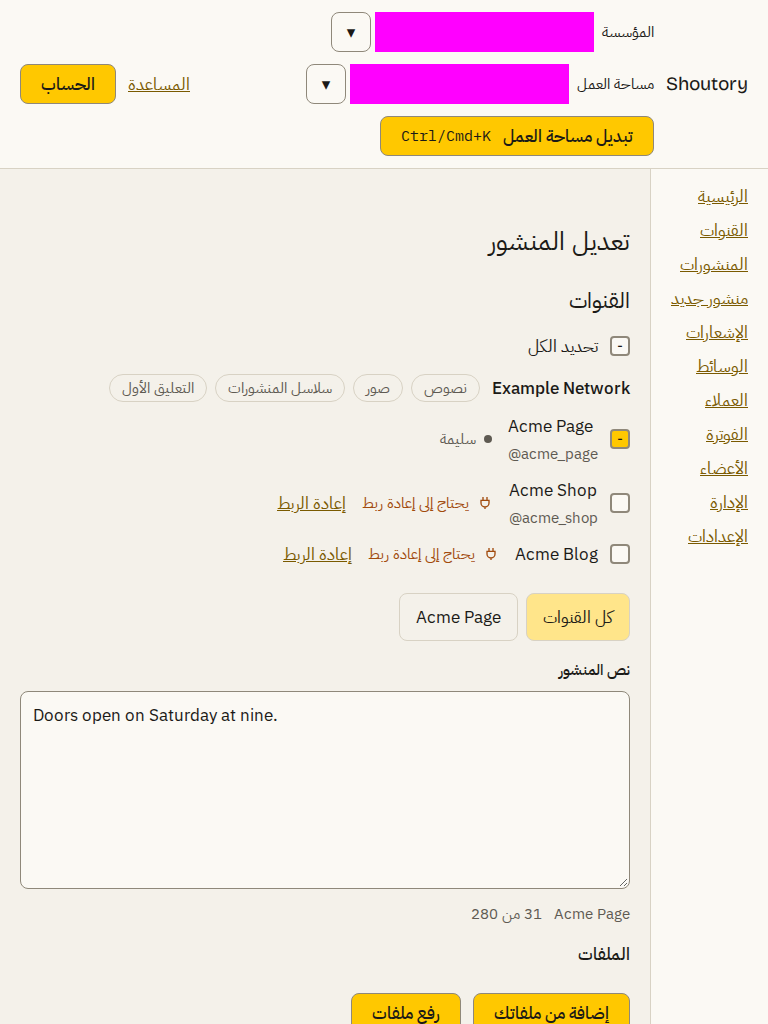 المؤسسة
▼
Shoutory
مساحة العمل
▼
المساعدة
الحساب
تبديل مساحة العمل Ctrl/Cmd+K
الرئيسية
القنوات
المنشورات
منشور جديد
الإشعارات
الوسائط
العملاء
الفوترة
الأعضاء
الإدارة
الإعدادات
تعديل المنشور
القنوات
- تحديد الكل
Example Network نصوص صور سلاسل المنشورات التعليق الأول
- Acme Page سليمة
@acme_page
Acme Shop يحتاج إلى إعادة ربط إعادة الربط
@acme_shop
Acme Blog يحتاج إلى إعادة ربط إعادة الربط
كل القنوات Acme Page
نص المنشور
Doors open on Saturday at nine.
Acme Page 31 من 280
الملفات
إضافة من ملفاتك رفع ملفات